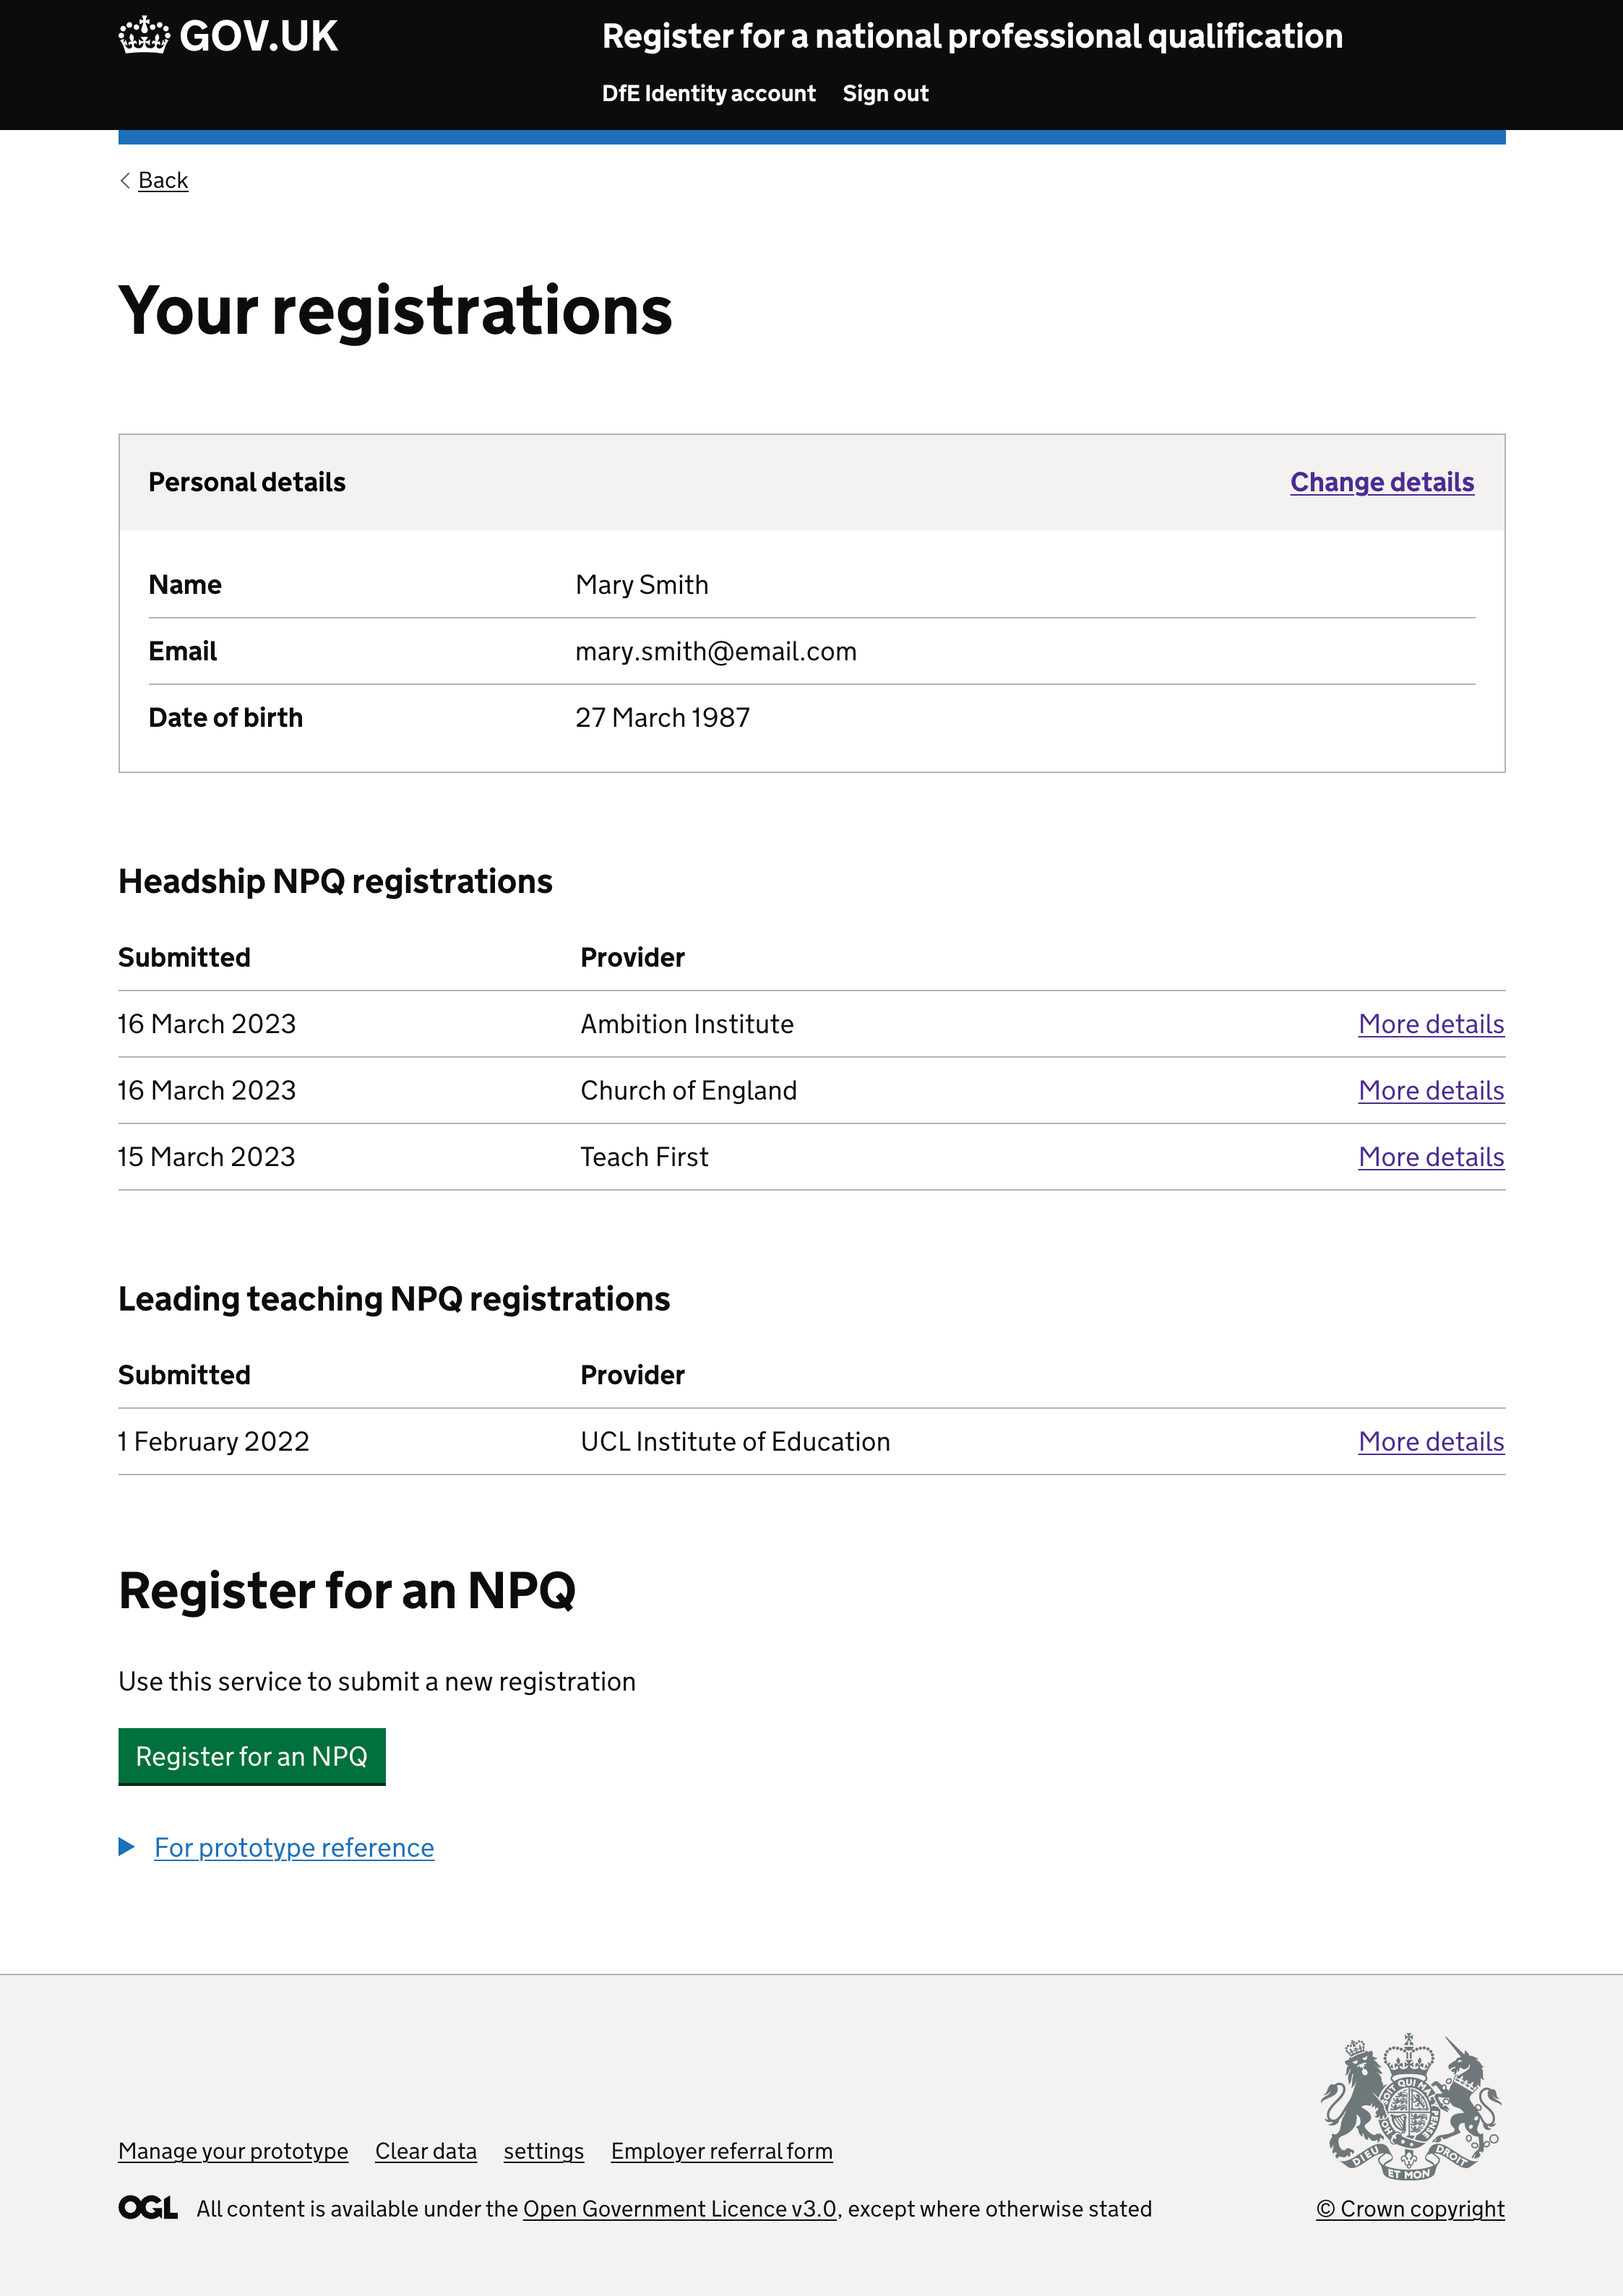 GOV.UK
Register for a national professional qualification
DfE Identity account Sign out
Back
Your registrations
Personal details Change details
Name Mary Smith
Email mary.smith@email.com
Date of birth 27 March 1987
Headship NPQ registrations
Submitted Provider
16 March 2023 Ambition Institute More details
16 March 2023 Church of England More details
15 March 2023 Teach First More details
Leading teaching NPQ registrations
Submitted Provider
1 February 2022 UCL Institute of Education More details
Register for an NPQ
Use this service to submit a new registration
Register for an NPQ
For prototype reference
DIEU ET MON DROIT
Manage your prototype Clear data settings Employer referral form
OGL All content is available under the Open Government Licence v3.0, except where otherwise stated
© Crown copyright